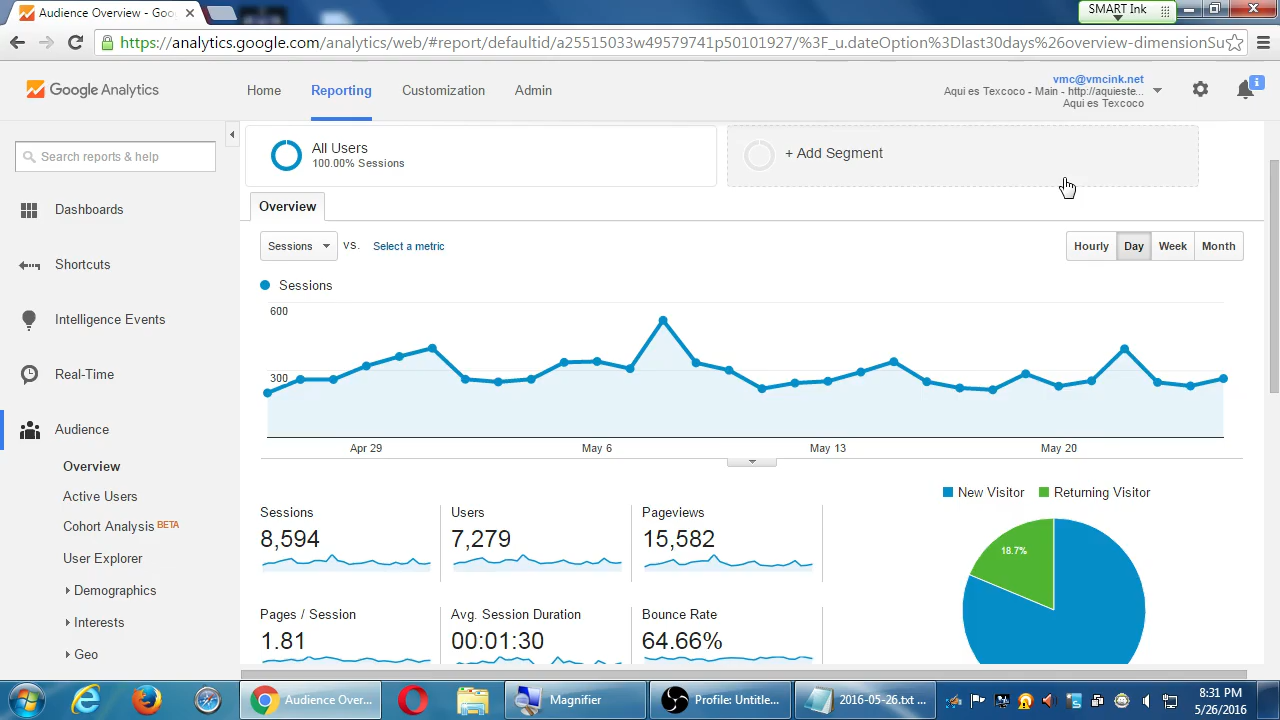 Audience Overview - Goo
SMART Ink
https://analytics.google.com/analytics/web/#report/defaultid/a25515033w49579741p50101927/%3F_u.dateOption%3Dlast30days%26overview-dimensionSu
Google Analytics
Home
Reporting
Customization
Admin
vmc@vmcink.net
Aqui es Texcoco - Main - http://aquieste...
Aqui es Texcoco
i
Search reports & help
Dashboards
Shortcuts
Intelligence Events
Real-Time
Audience
Overview
Active Users
Cohort Analysis BETA
User Explorer
Demographics
Interests
Geo
All Users
100.00% Sessions
+ Add Segment
Overview
Sessions
VS.
Select a metric
Hourly
Day
Week
Month
Sessions
600
300
Apr 29
May 6
May 13
May 20
Sessions
8,594
Users
7,279
Pageviews
15,582
Pages / Session
1.81
Avg. Session Duration
00:01:30
Bounce Rate
64.66%
New Visitor
Returning Visitor
18.7%
Audience Over...
Magnifier
Profile: Untitle...
2016-05-26.txt ...
8:31 PM
5/26/2016